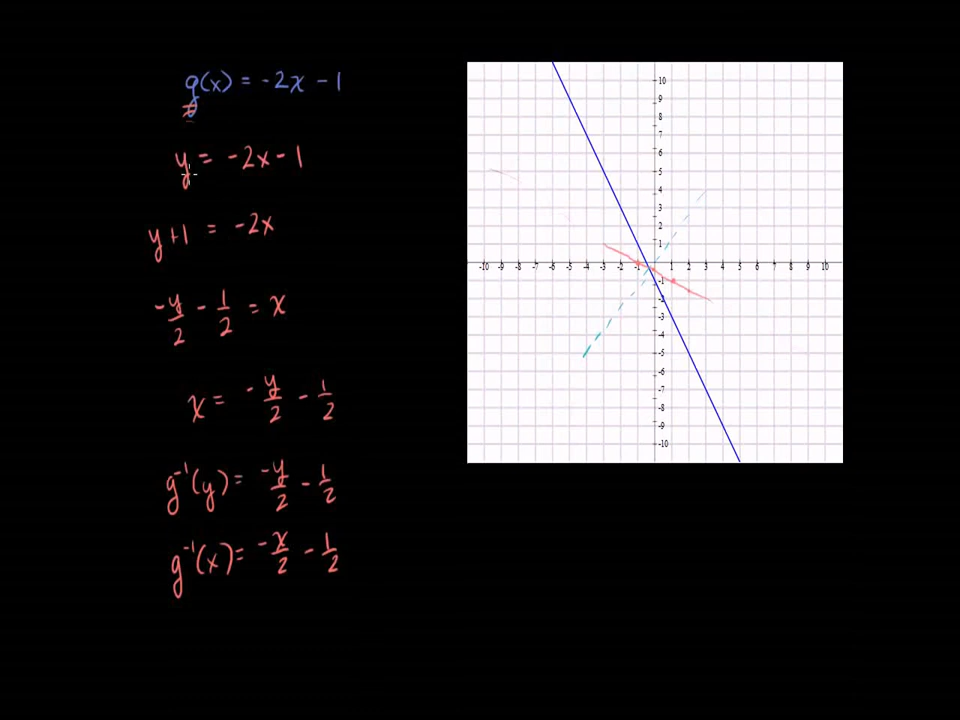 g(x) = -2x - 1
y = -2x - 1
y + 1 = -2x
-y/2 - 1/2 = x
x = -y/2 - 1/2
g⁻¹(y) = -y/2 - 1/2
g⁻¹(x) = -x/2 - 1/2
10
9
8
7
6
5
4
3
2
1
-10 -9 -8 -7 -6 -5 -4 -3 -2 -1 1 2 3 4 5 6 7 8 9 10
-1
-2
-3
-4
-5
-6
-7
-8
-9
-10